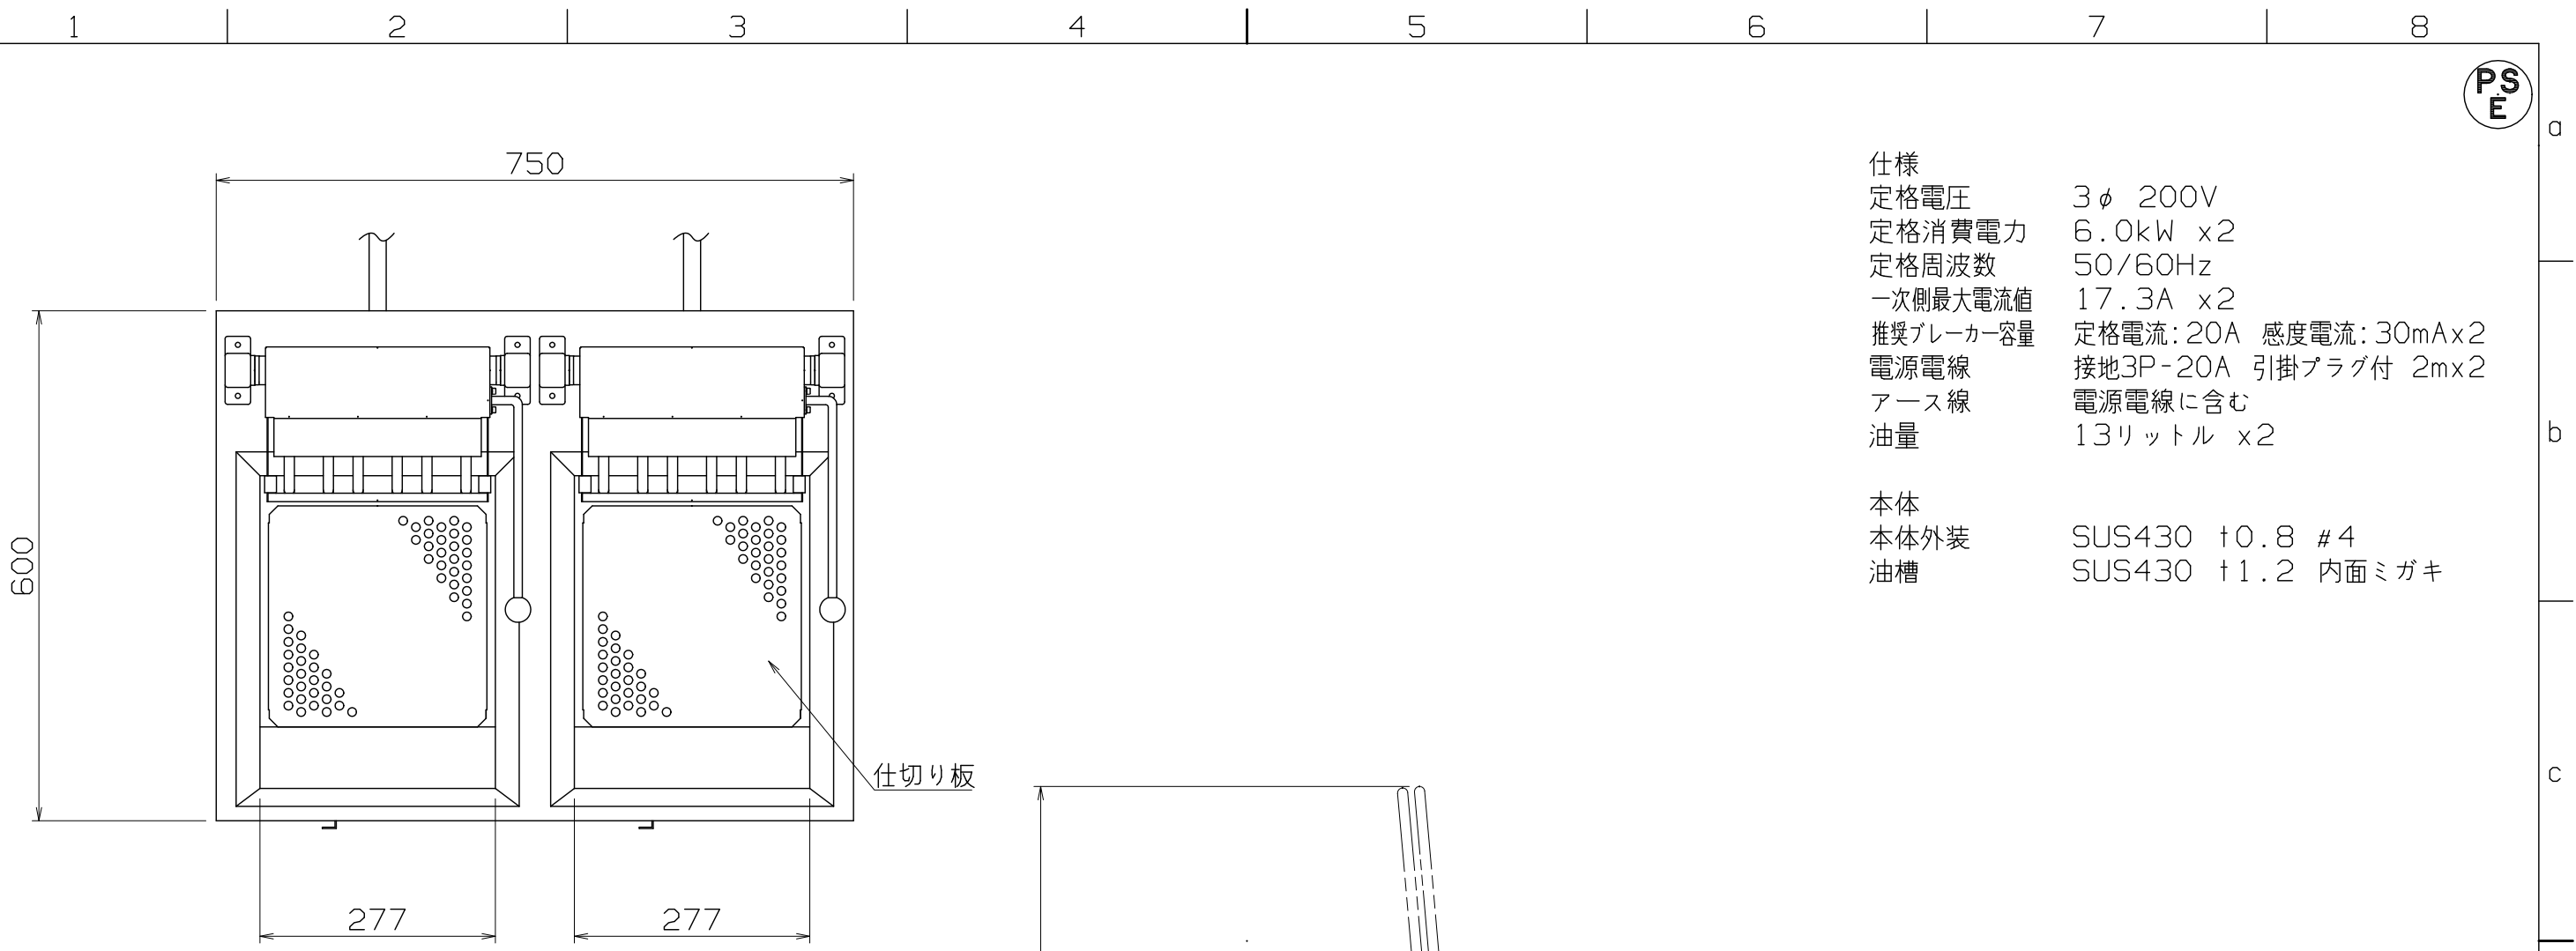 1 2 3 4 5 6 7 8
PS
E
a
750
仕様
定格電圧 3φ 200V
定格消費電力 6.0kW x2
定格周波数 50/60Hz
一次側最大電流値 17.3A x2
推奨ブレーカー容量 定格電流:20A 感度電流:30mAx2
電源電線 接地3P-20A 引掛プラグ付 2mx2
アース線 電源電線に含む
油量 13リットル x2
b
本体
本体外装 SUS430 t0.8 #4
油槽 SUS430 t1.2 内面ミガキ
600
仕切り板
c
277 277